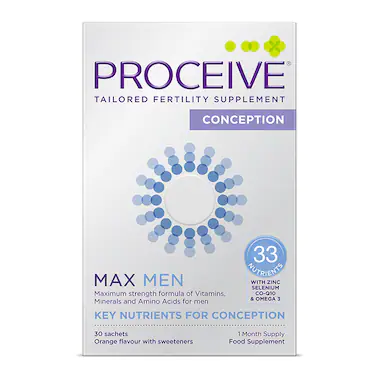 PROCEIVE®
TAILORED FERTILITY SUPPLEMENT
CONCEPTION
33
NUTRIENTS
WITH ZINC
SELENIUM
CO-Q10
& OMEGA 3
MAX MEN
Maximum strength formula of Vitamins,
Minerals and Amino Acids for men
KEY NUTRIENTS FOR CONCEPTION
30 sachets
Orange flavour with sweeteners
1 Month Supply
Food Supplement